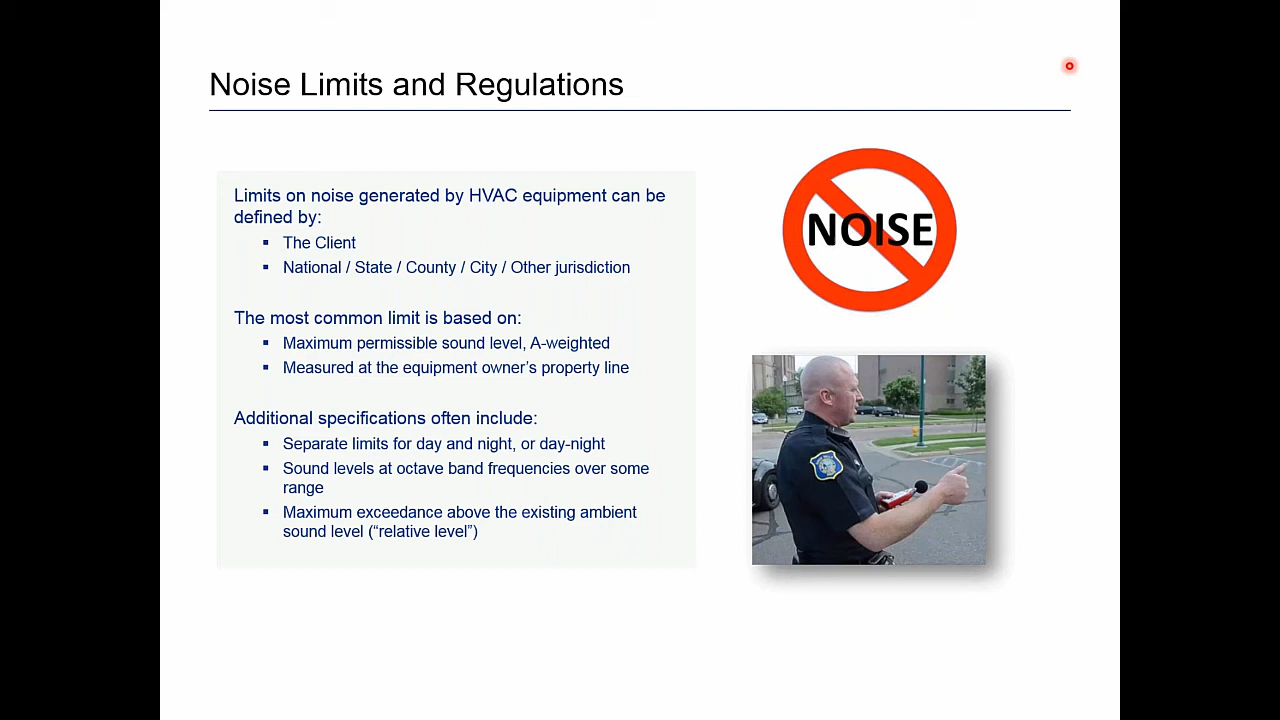 Noise Limits and Regulations
Limits on noise generated by HVAC equipment can be
defined by:
▪ The Client
▪ National / State / County / City / Other jurisdiction
The most common limit is based on:
▪ Maximum permissible sound level, A-weighted
▪ Measured at the equipment owner’s property line
Additional specifications often include:
▪ Separate limits for day and night, or day-night
▪ Sound levels at octave band frequencies over some
range
▪ Maximum exceedance above the existing ambient
sound level (“relative level”)
NOISE